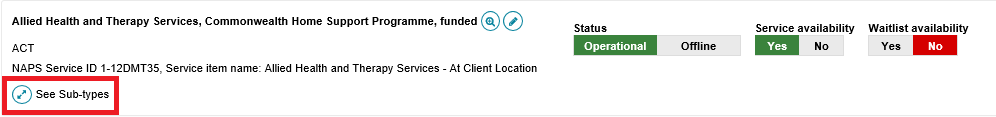 Allied Health and Therapy Services, Commonwealth Home Support Programme, funded
ACT
NAPS Service ID 1-12DMT35, Service item name: Allied Health and Therapy Services - At Client Location
See Sub-types
Status
Operational Offline
Service availability
Yes No
Waitlist availability
Yes No